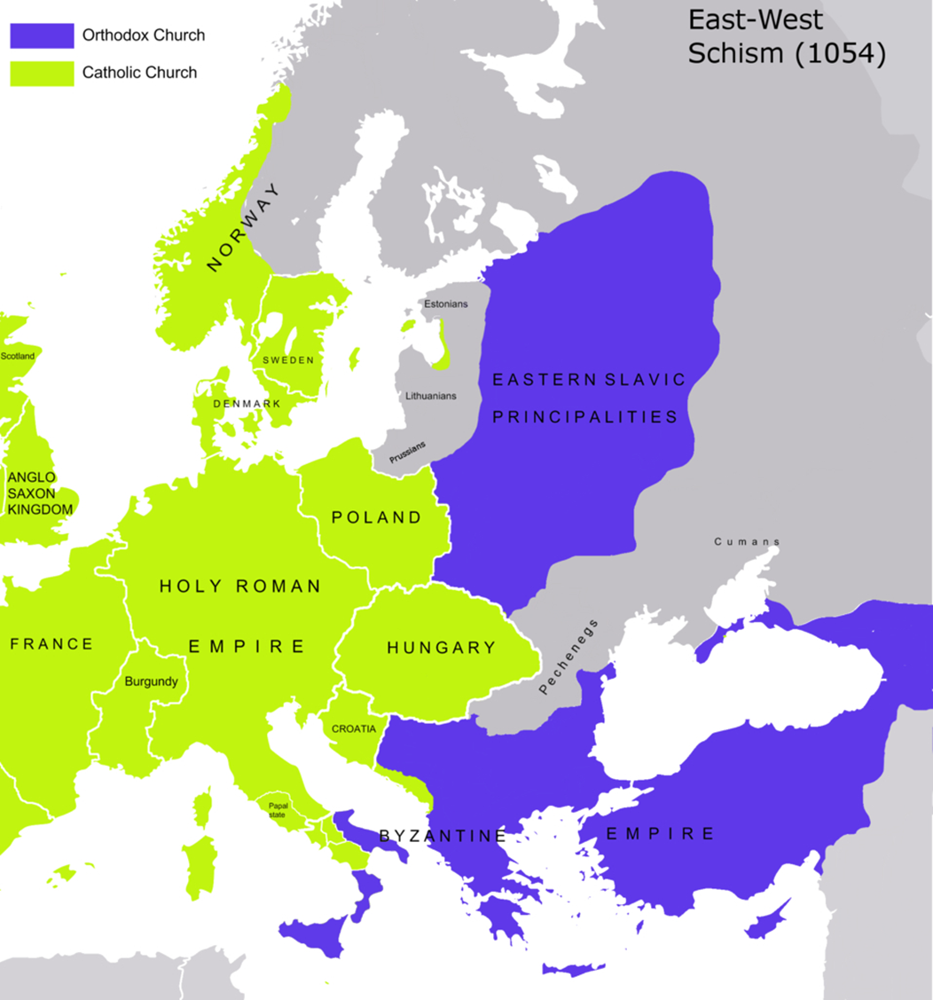 Orthodox Church
Catholic Church
East-West
Schism (1054)
NORWAY
Estonians
Scotland
SWEDEN
EASTERN SLAVIC
PRINCIPALITIES
Lithuanians
DENMARK
Prussians
ANGLO
SAXON
KINGDOM
POLAND
Cumans
HOLY ROMAN
EMPIRE
FRANCE
HUNGARY
Pechenegs
Burgundy
CROATIA
Papal
state
BYZANTINE EMPIRE